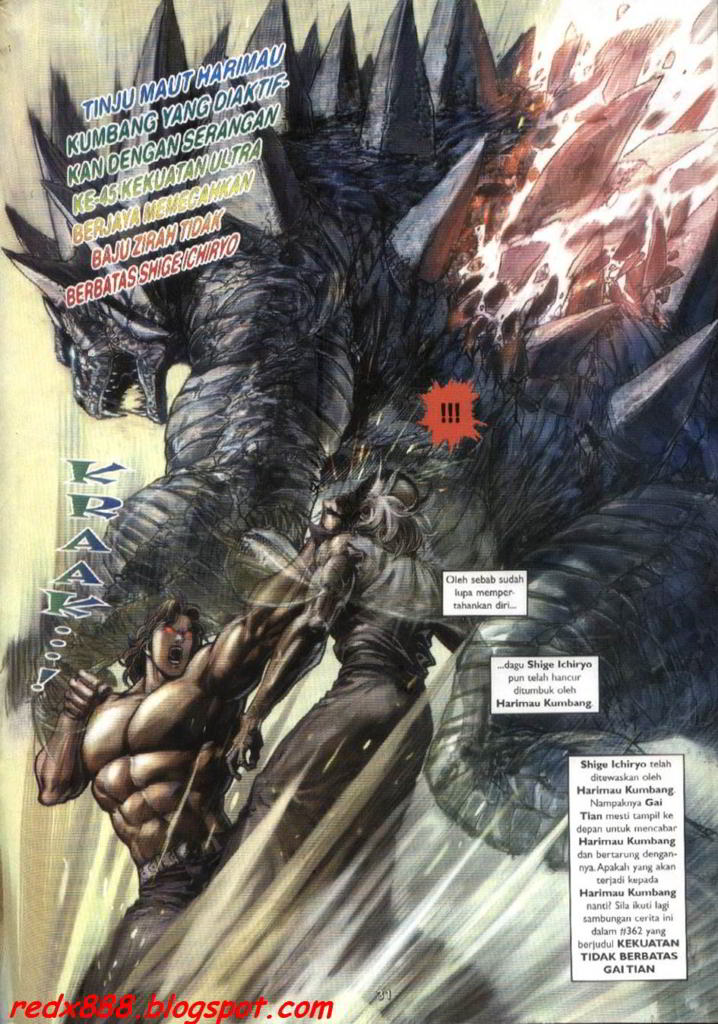 TINJU MAUT HARIMAU
KUMBANG YANG DIAKTIF-
KAN DENGAN SERANGAN
KE-45 KEKUATAN ULTRA
BERJAYA MEMECAHKAN
BAJU ZIRAH TIDAK
BERBATAS SHIGE ICHIRYO
!!!
KRAAK...!
Oleh sebab sudah
lupa memper-
tahankan diri...
...dagu Shige Ichiryo
pun telah hancur
ditumbuk oleh
Harimau Kumbang.
Shige Ichiryo telah
ditewaskan oleh
Harimau Kumbang.
Nampaknya Gai
Tian mesti tampil ke
depan untuk mencabar
Harimau Kumbang
dan bertarung dengan-
nya. Apakah yang akan
terjadi kepada
Harimau Kumbang
nanti? Sila ikuti lagi
sambungan cerita ini
dalam #362 yang
berjudul KEKUATAN
TIDAK BERBATAS
GAI TIAN
31
redx888.blogspot.com